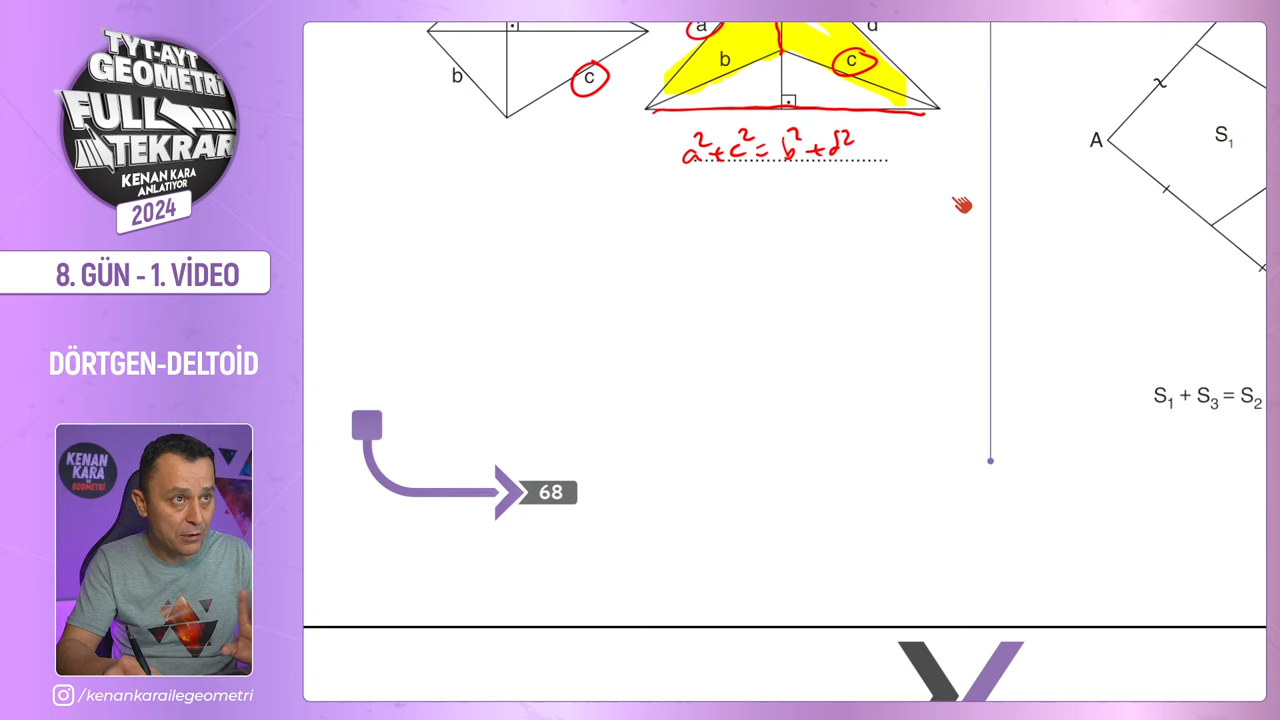 TYT-AYT
GEOMETRİ
FULL
TEKRAR
KENAN KARA
ANLATIYOR
2024
8. GÜN - 1. VİDEO
DÖRTGEN-DELTOİD
KENAN
KARA
GEOMETRİ
/kenankarailegeometri
b
c
a
b
c
d
a² + c² = b² + d²
A
S₁
S₁ + S₃ = S₂
68